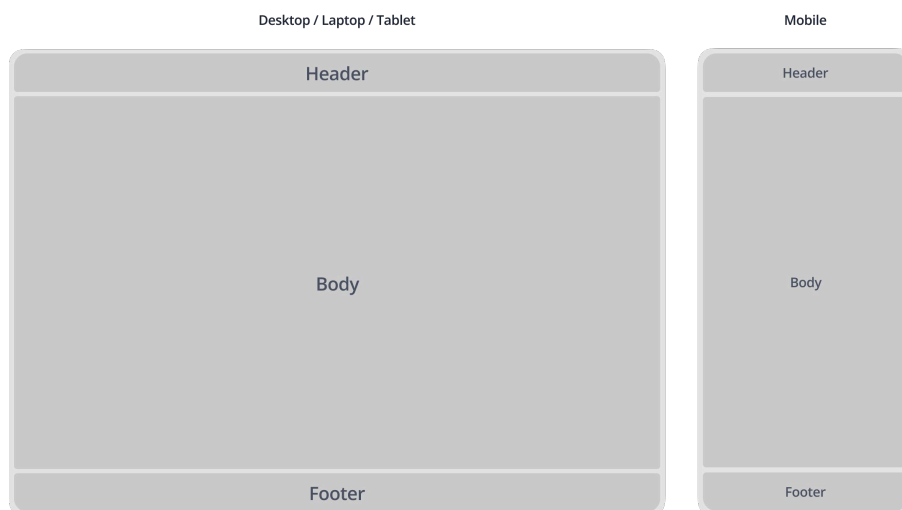 Desktop / Laptop / Tablet
Header
Body
Footer
Mobile
Header
Body
Footer